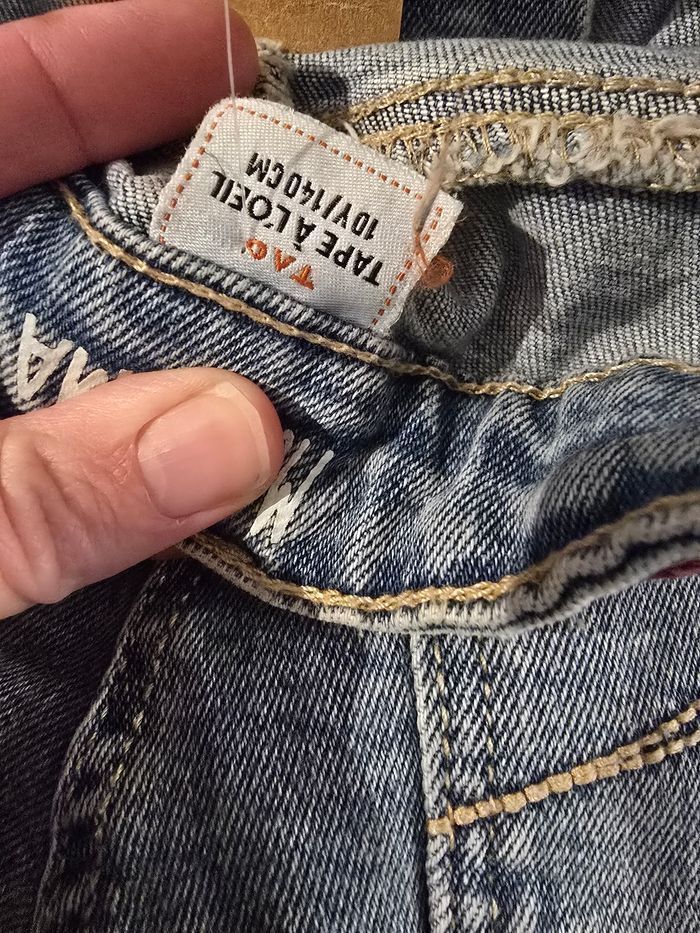 TAO
TAPE À L'OEIL
10Y/140CM